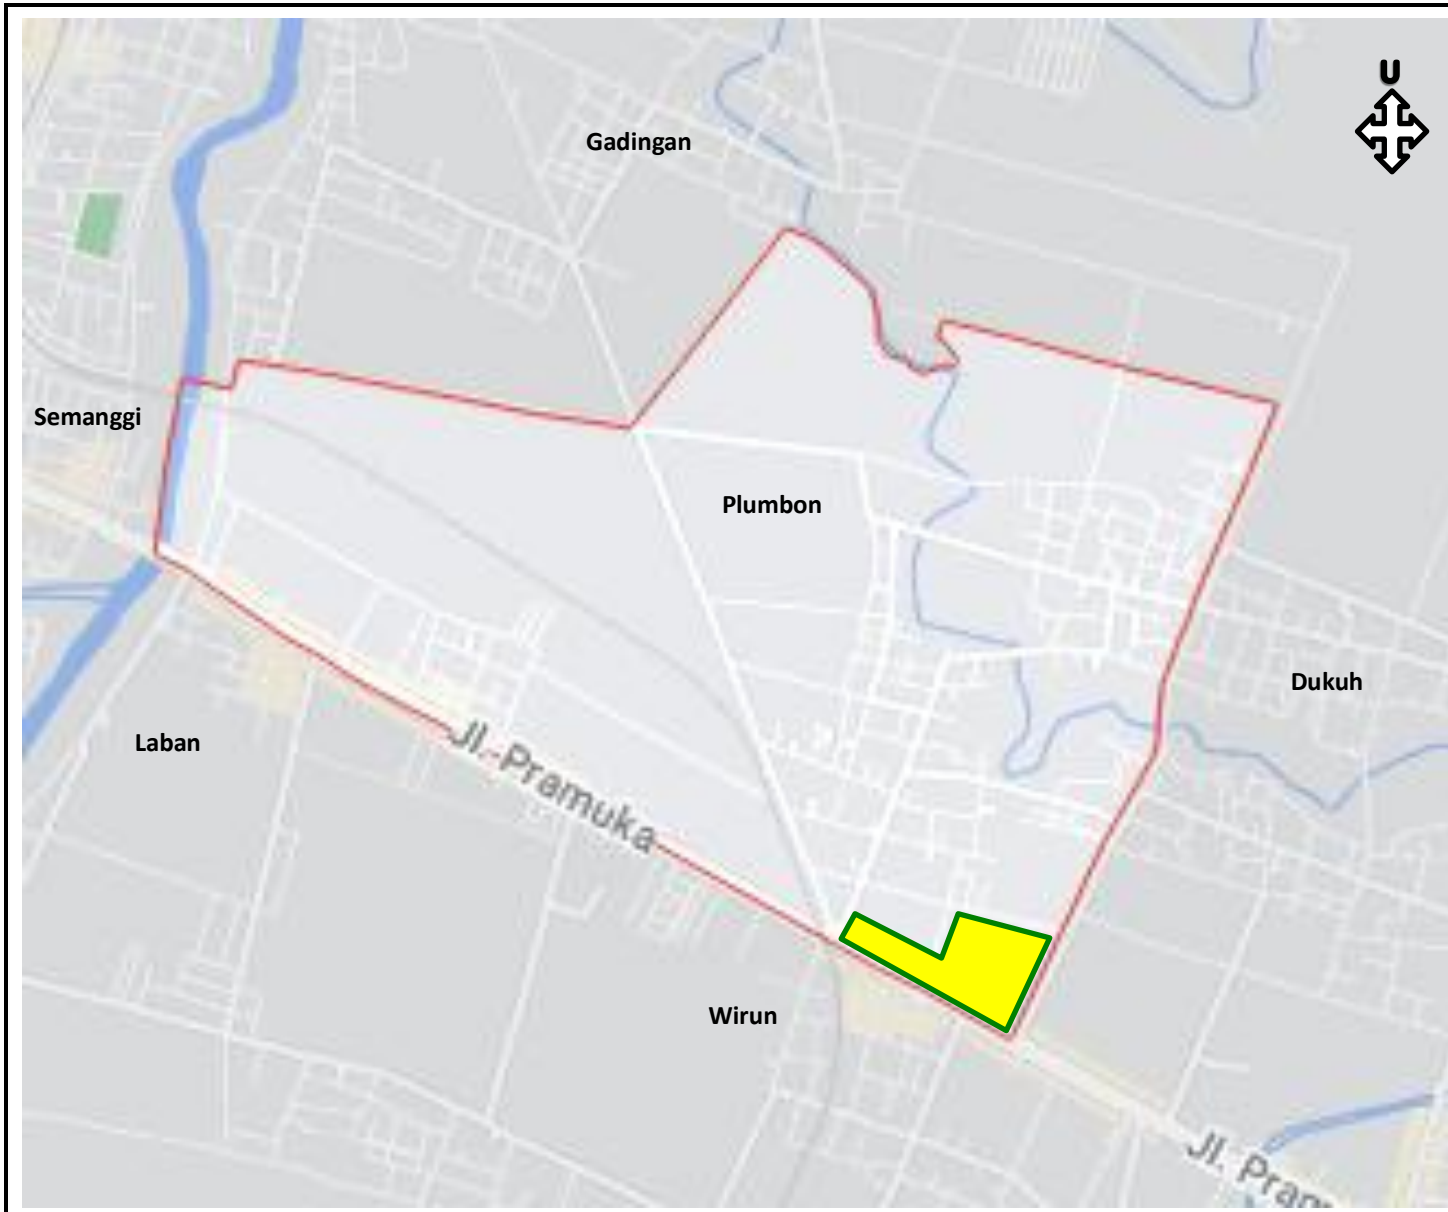 U
Gadingan
Semanggi
Plumbon
Dukuh
Laban
Jl. Pramuka
Wirun
Jl. Pram